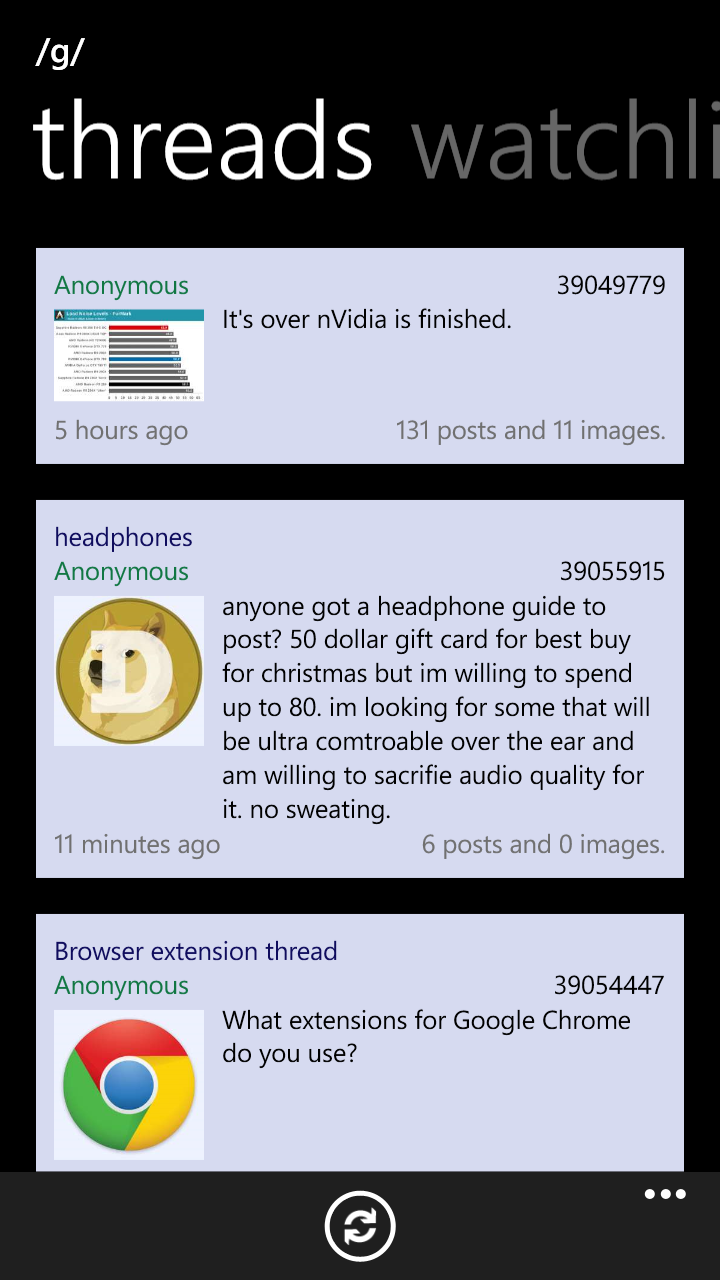 /g/
threads watchli
Anonymous 39049779
Load Noise Levels - FurMark
It's over nVidia is finished.
5 hours ago 131 posts and 11 images.
headphones
Anonymous 39055915
anyone got a headphone guide to
post? 50 dollar gift card for best buy
for christmas but im willing to spend
up to 80. im looking for some that will
be ultra comtroable over the ear and
am willing to sacrifie audio quality for
it. no sweating.
D
11 minutes ago 6 posts and 0 images.
Browser extension thread
Anonymous 39054447
What extensions for Google Chrome
do you use?